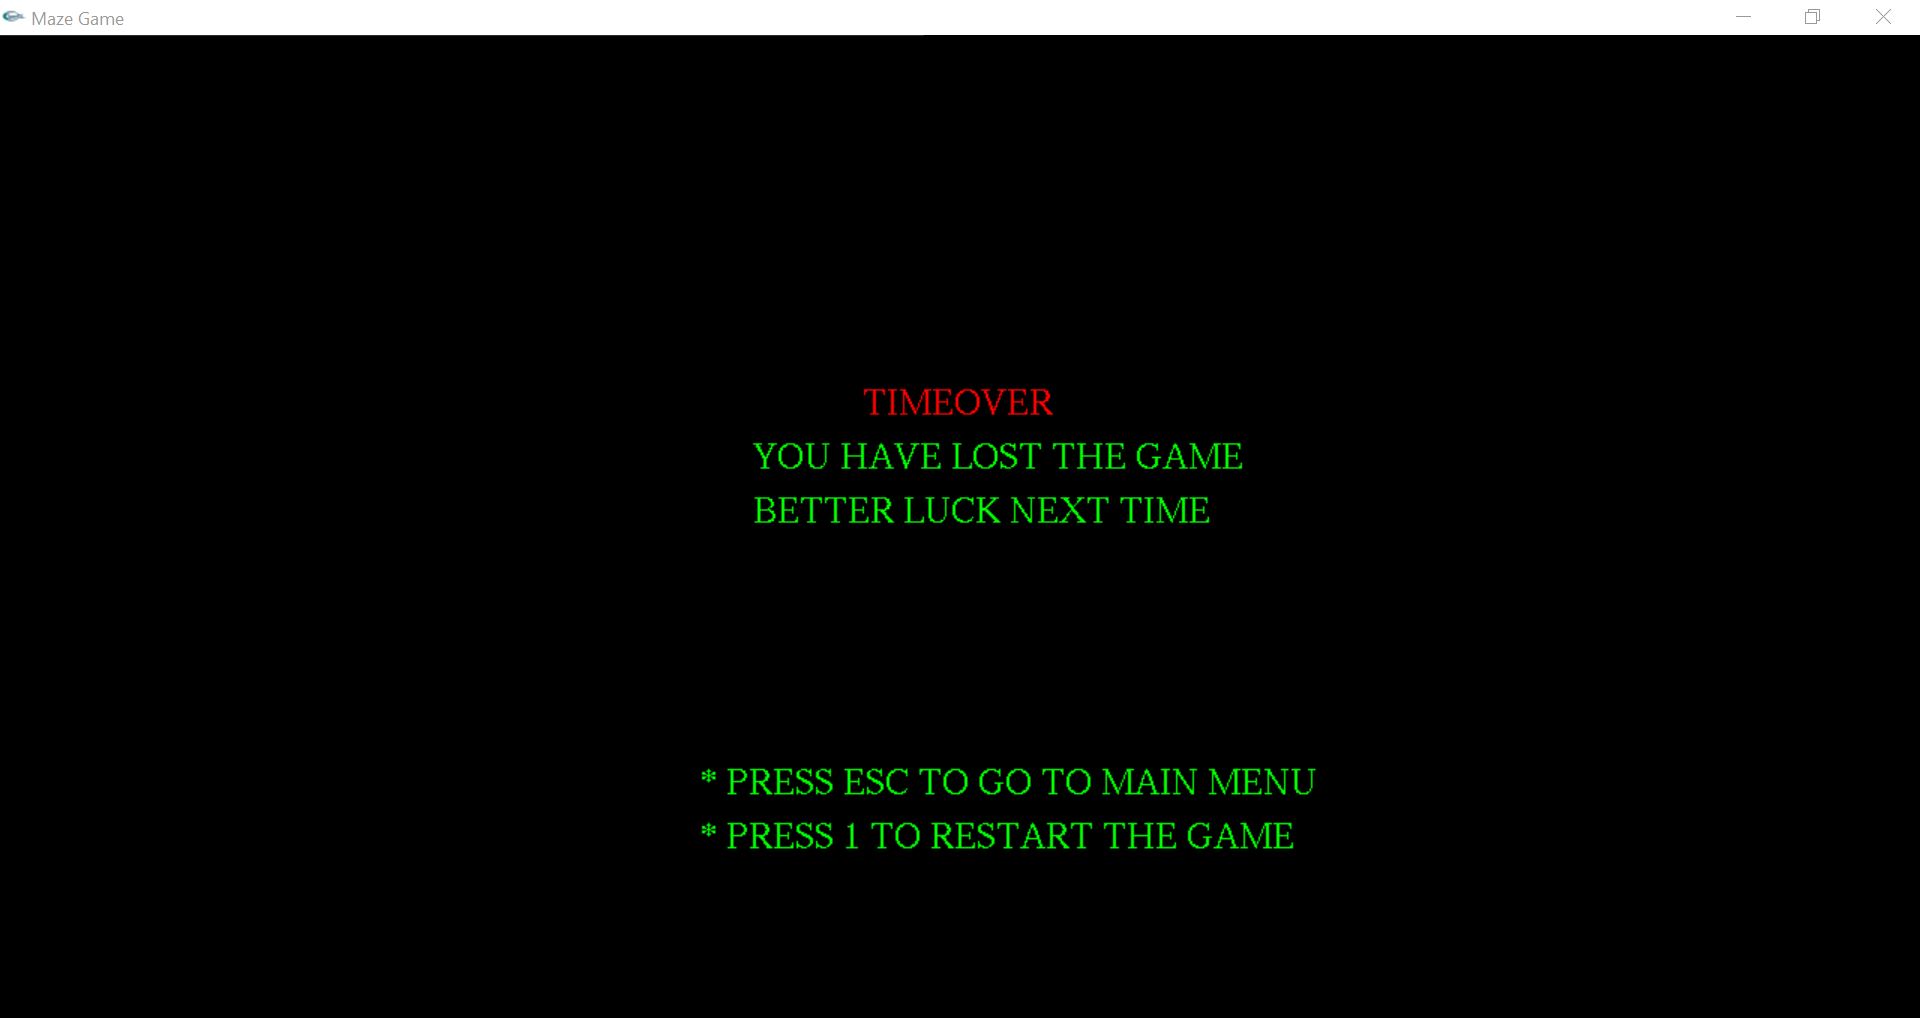 Maze Game
TIMEOVER
YOU HAVE LOST THE GAME
BETTER LUCK NEXT TIME
* PRESS ESC TO GO TO MAIN MENU
* PRESS 1 TO RESTART THE GAME